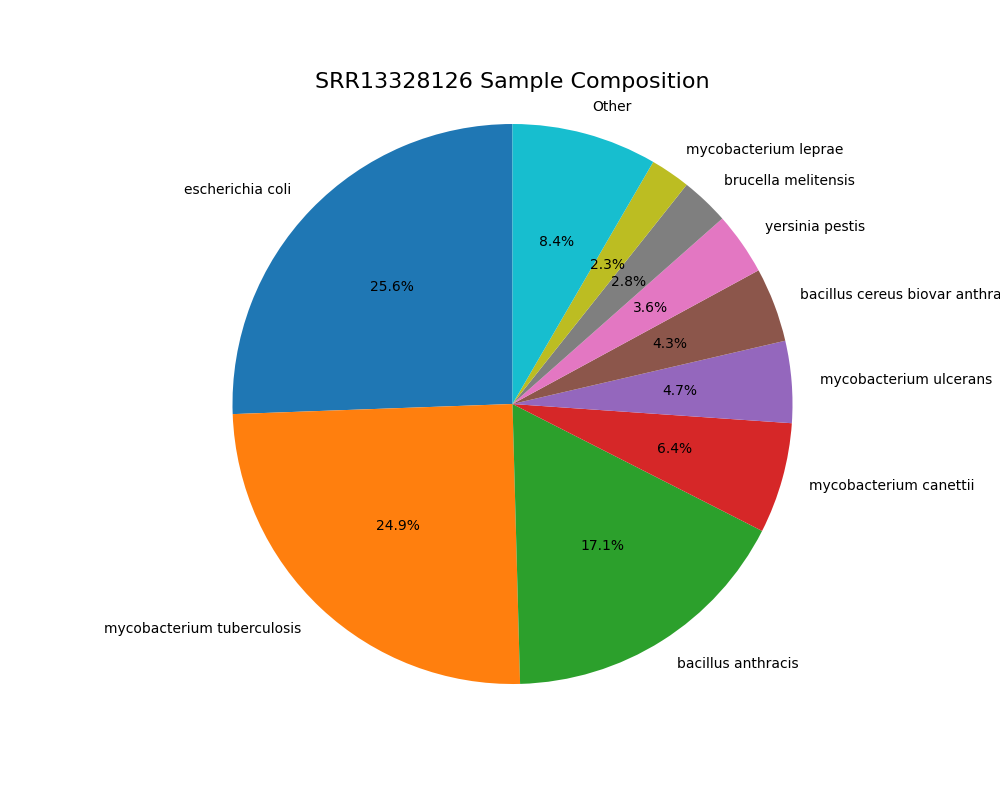 SRR13328126 Sample Composition
Other
mycobacterium leprae
brucella melitensis
escherichia coli
yersinia pestis
8.4%
2.3%
2.8%
25.6%
bacillus cereus biovar anthra
3.6%
4.3%
mycobacterium ulcerans
4.7%
6.4%
mycobacterium canettii
24.9%
17.1%
mycobacterium tuberculosis
bacillus anthracis